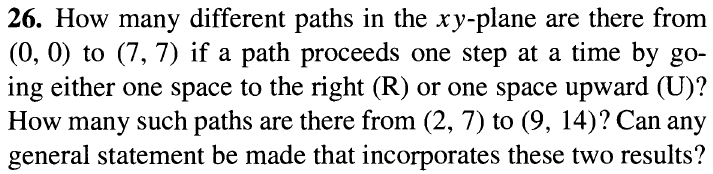 26. How many different paths in the xy-plane are there from
(0, 0) to (7, 7) if a path proceeds one step at a time by go-
ing either one space to the right (R) or one space upward (U)?
How many such paths are there from (2, 7) to (9, 14)? Can any
general statement be made that incorporates these two results?